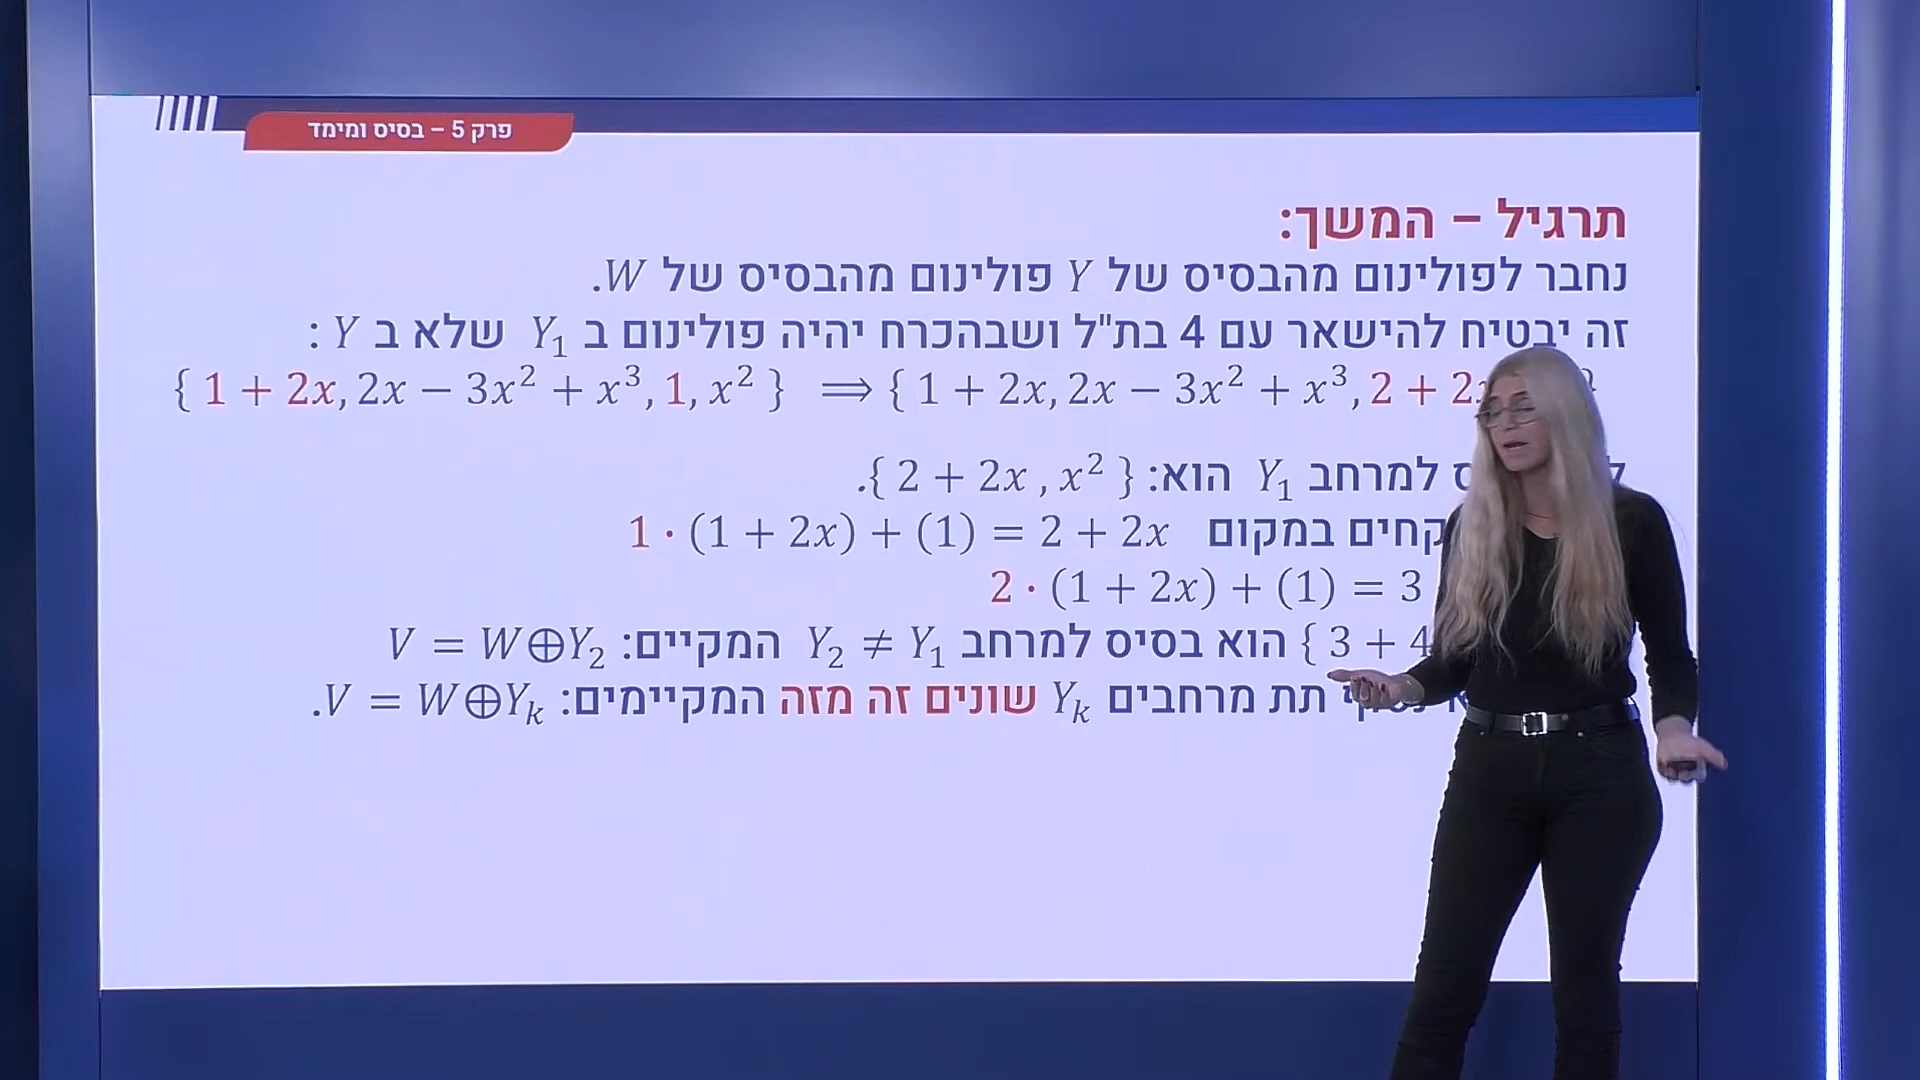 פרק 5 – בסיס ומימד
תרגיל – המשך:
נחבר לפולינום מהבסיס של Y פולינום מהבסיס של W.
זה יבטיח להישאר עם 4 בת"ל ושבהכרח יהיה פולינום ב Y₁ שלא ב Y :
{ 1 + 2x, 2x − 3x² + x³, 1, x² } ⟹ { 1 + 2x, 2x − 3x² + x³, 2 + 2x }
למרחב Y₁ הוא: { 2 + 2x , x² }.
במקום 1 · (1 + 2x) + (1) = 2 + 2x
2 · (1 + 2x) + (1) = 3
{ 3 + 4 הוא בסיס למרחב Y₂ ≠ Y₁ המקיים: V = W⊕Y₂
תת מרחבים Yₖ שונים זה מזה המקיימים: V = W⊕Yₖ.